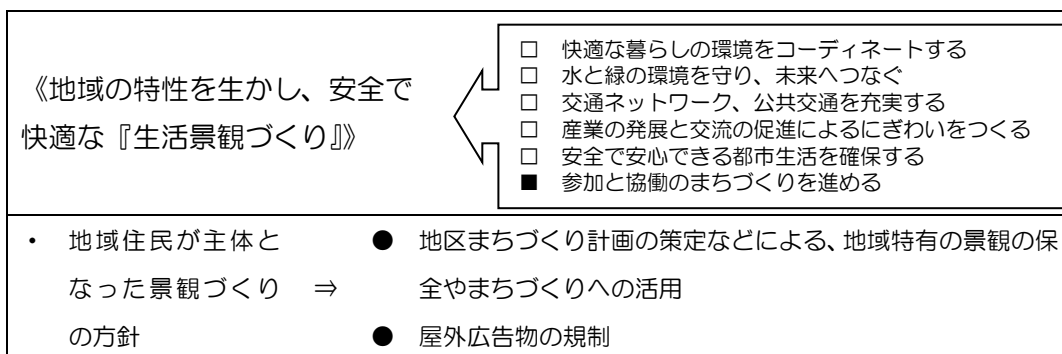 《地域の特性を生かし、安全で
快適な『生活景観づくり』》
□ 快適な暮らしの環境をコーディネートする
□ 水と緑の環境を守り、未来へつなぐ
□ 交通ネットワーク、公共交通を充実する
□ 産業の発展と交流の促進によるにぎわいをつくる
□ 安全で安心できる都市生活を確保する
■ 参加と協働のまちづくりを進める
・ 地域住民が主体と
なった景観づくり ⇒
の方針
● 地区まちづくり計画の策定などによる、地域特有の景観の保
全やまちづくりへの活用
● 屋外広告物の規制